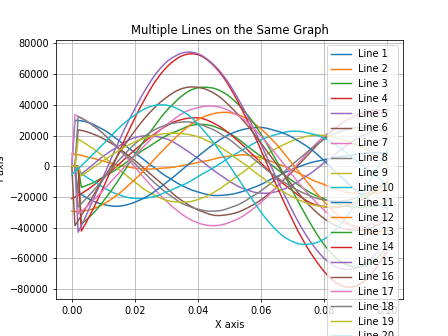 Multiple Lines on the Same Graph
80000
60000
40000
20000
0
−20000
−40000
−60000
−80000
0.00
0.02
0.04
0.06
X axis
Line 1
Line 2
Line 3
Line 4
Line 5
Line 6
Line 7
Line 8
Line 9
Line 10
Line 11
Line 12
Line 13
Line 14
Line 15
Line 16
Line 17
Line 18
Line 19
Line 20